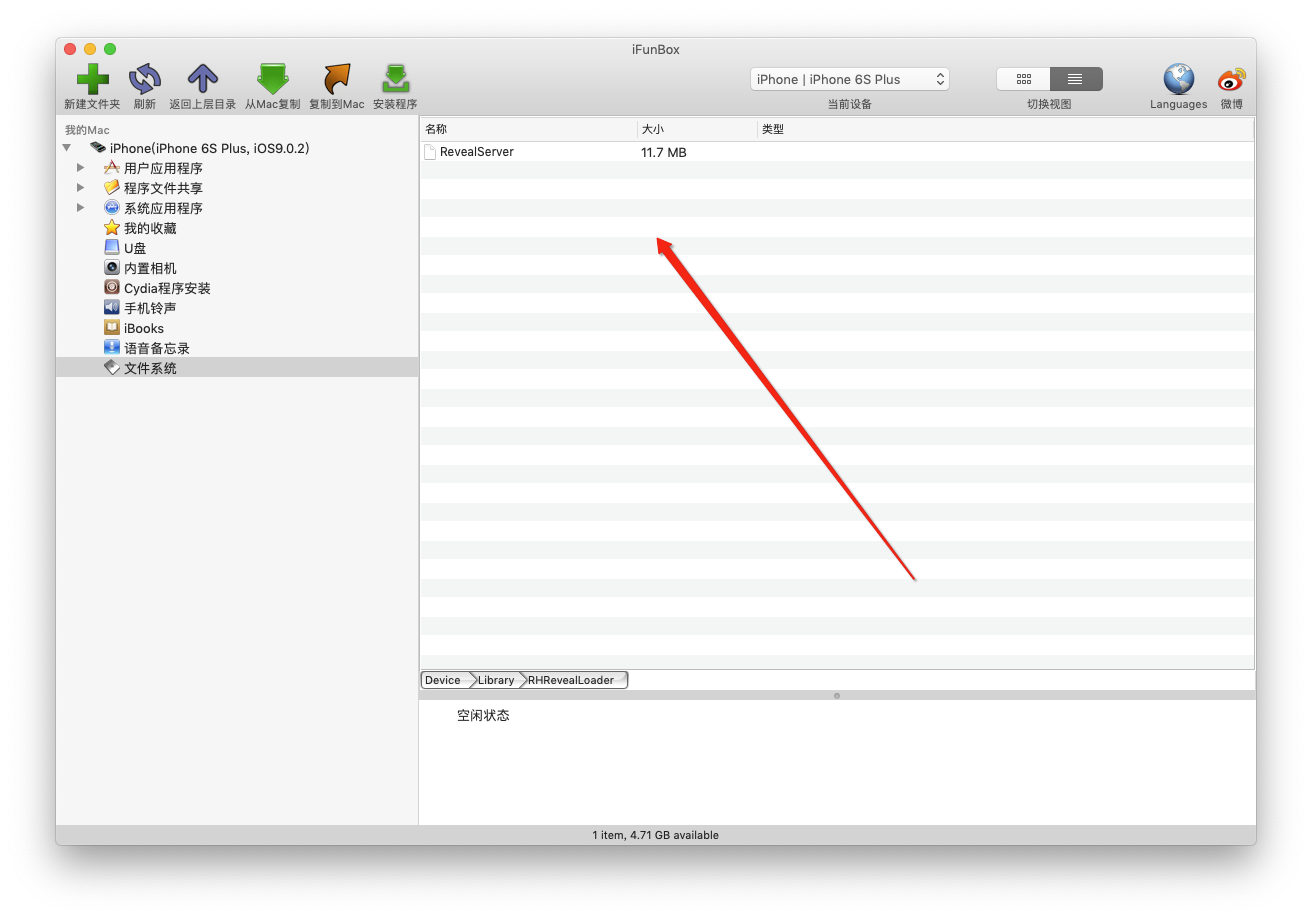 iFunBox
新建文件夹 刷新 返回上层目录 从Mac复制 复制到Mac 安装程序
iPhone | iPhone 6S Plus
当前设备 切换视图 Languages 微博
我的Mac
iPhone(iPhone 6S Plus, iOS9.0.2)
用户应用程序
程序文件共享
系统应用程序
我的收藏
U盘
内置相机
Cydia程序安装
手机铃声
iBooks
语音备忘录
文件系统
名称 大小 类型
RevealServer 11.7 MB
Device Library RHRevealLoader
空闲状态
1 item, 4.71 GB available